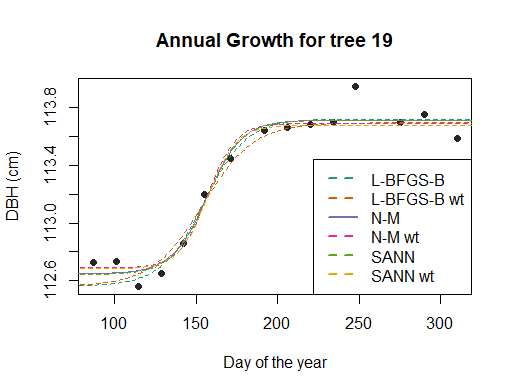 Annual Growth for tree 19
DBH (cm)
113.8
113.4
113.0
112.6
L-BFGS-B
L-BFGS-B wt
N-M
N-M wt
SANN
SANN wt
100 150 200 250 300
Day of the year